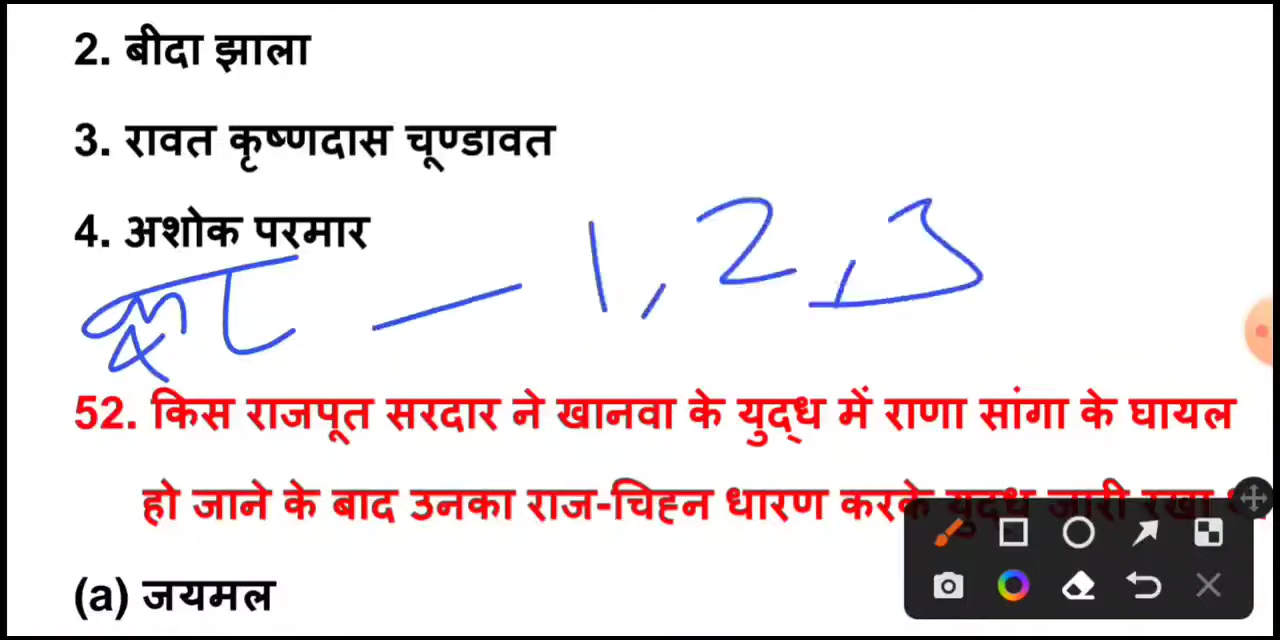 2. बीदा झाला
3. रावत कृष्णदास चूण्डावत
4. अशोक परमार
कूट – 1, 2, 3
52. किस राजपूत सरदार ने खानवा के युद्ध में राणा सांगा के घायल
हो जाने के बाद उनका राज-चिह्न धारण करके युद्ध जारी रखा
(a) जयमल